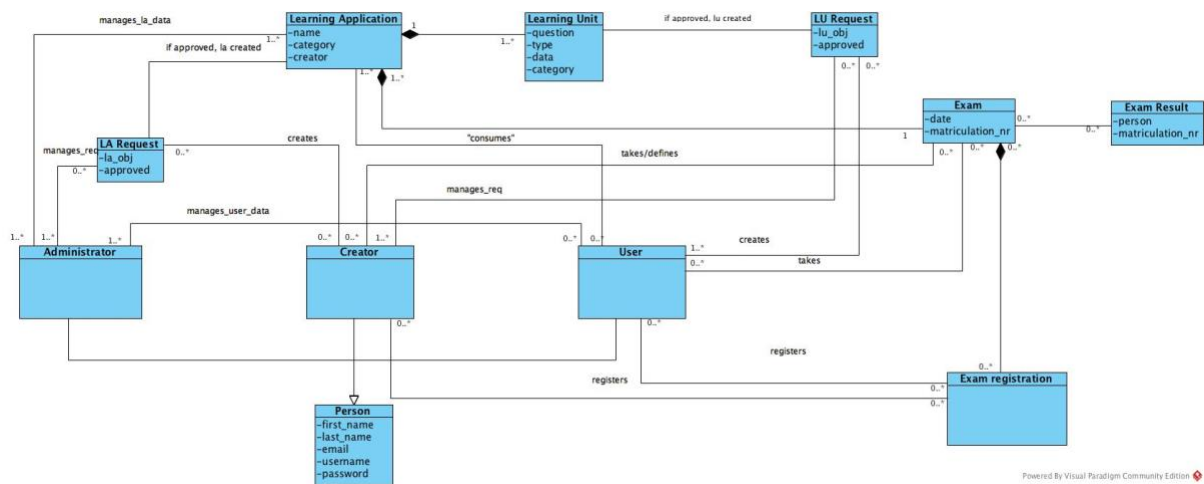 manages_la_data
Learning Application
-name
-category
-creator
1
1..*
Learning Unit
-question
-type
-data
-category
if approved, lu created
LU Request
-lu_obj
-approved
1..*
if approved, la created
1..*
1..*
0..*
0..*
Exam
-date
-matriculation_nr
0..*
0..*
Exam Result
-person
-matriculation_nr
LA Request
-la_obj
-approved
manages_req
0..*
0..*
creates
"consumes"
1
takes/defines
0..*
0..*
0..*
manages_req
manages_user_data
1..*
1..*
1..*
0..*
0..*
1..*
0..*
0..*
1..*
creates
0..*
takes
Administrator
Creator
User
0..*
0..*
registers
registers
0..*
0..*
0..*
Exam registration
Person
-first_name
-last_name
-email
-username
-password
Powered By Visual Paradigm Community Edition